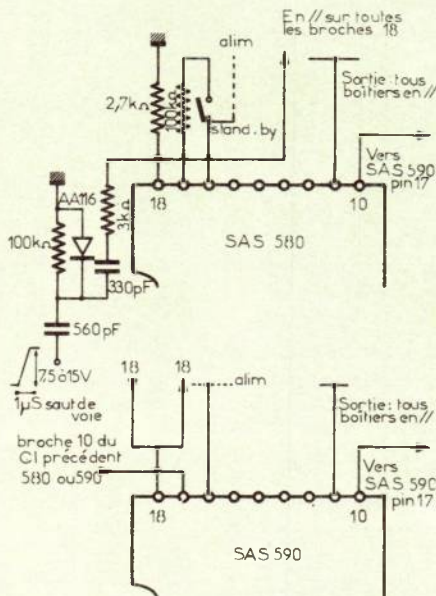 En // sur toutes
les broches 18
alim
2,7kΩ
100kΩ
stand.by
Sortie: tous
boîtiers en //
Vers
SAS 590
pin 17
18
10
AA116
100kΩ
3kΩ
SAS 580
330pF
560pF
7,5 à 15V
1µS saut de
voie
18
18
alim
Sortie: tous
boîtiers en //
broche 10 du
CI précédent
580 ou 590
Vers
SAS 590
pin 17
18
10
SAS 590